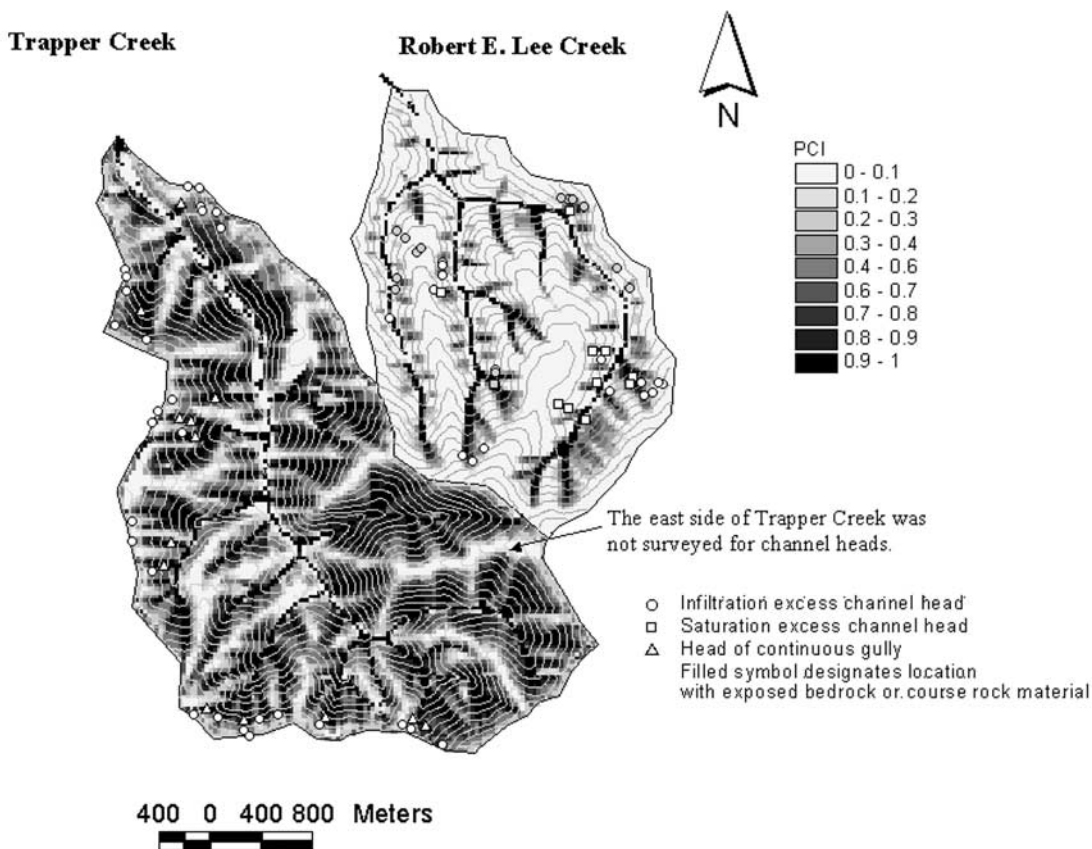 Trapper Creek
Robert E. Lee Creek
N
PCI
0 - 0.1
0.1 - 0.2
0.2 - 0.3
0.3 - 0.4
0.4 - 0.6
0.6 - 0.7
0.7 - 0.8
0.8 - 0.9
0.9 - 1
The east side of Trapper Creek was
not surveyed for channel heads.
Infiltration excess channel head
Saturation excess channel head
Head of continuous gully
Filled symbol designates location
with exposed bedrock or course rock material
400 0 400 800 Meters